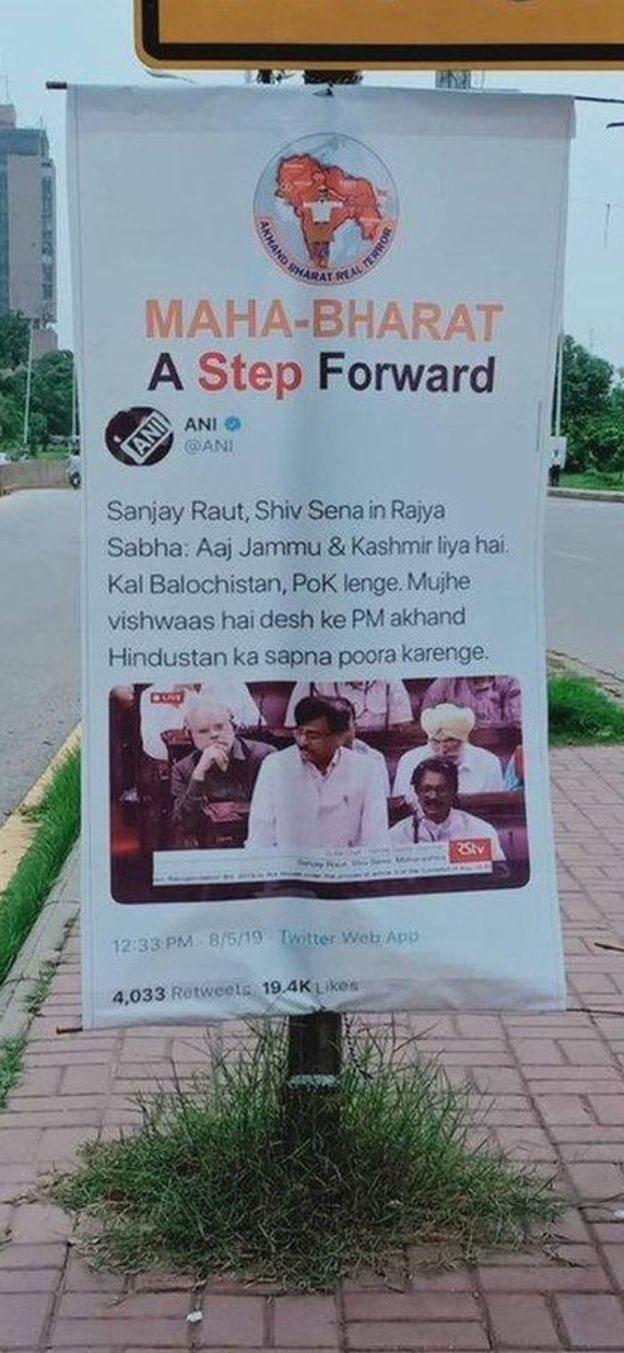 AKHAND BHARAT REAL TERROR
MAHA-BHARAT
A Step Forward
ANI
ANI
@ANI
Sanjay Raut, Shiv Sena in Rajya
Sabha: Aaj Jammu & Kashmir liya hai.
Kal Balochistan, PoK lenge. Mujhe
vishwaas hai desh ke PM akhand
Hindustan ka sapna poora karenge.
LIVE
Sanjay Raut, Shiv Sena, Maharashtra
RStv
12:33 PM · 8/5/19 · Twitter Web App
4,033 Retweets 19.4K Likes